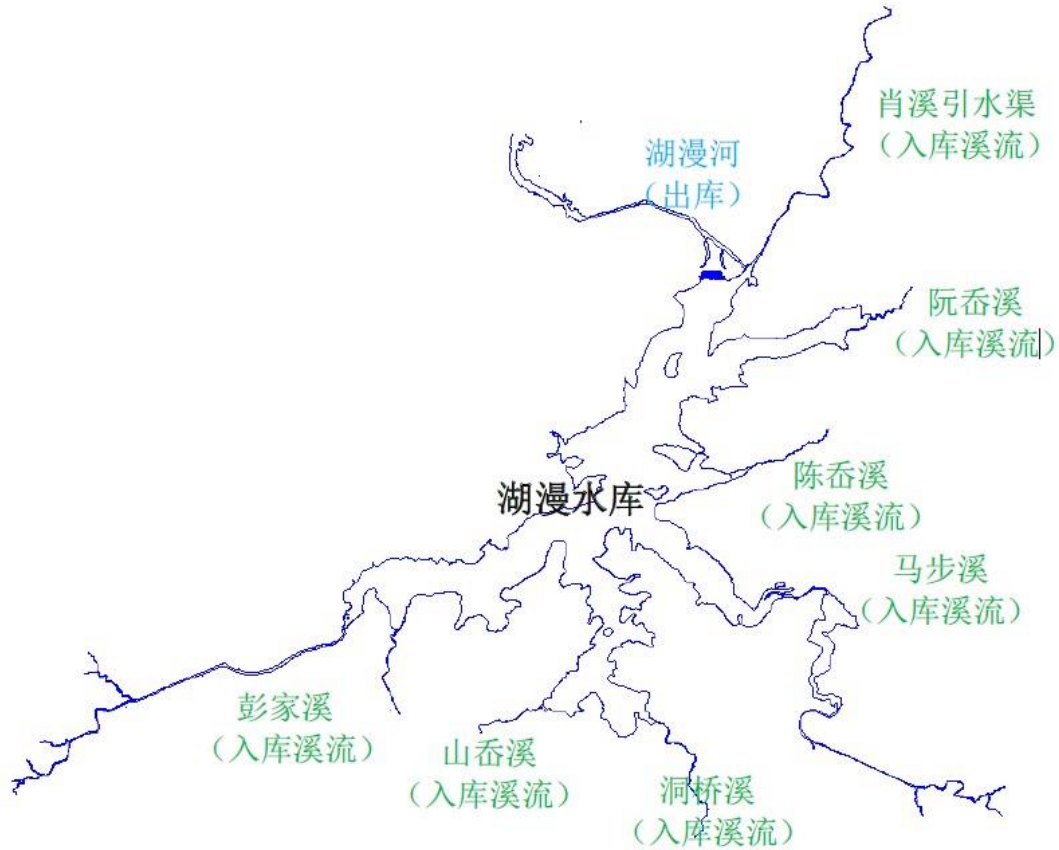 肖溪引水渠
（入库溪流）
湖漫河
（出库）
阮岙溪
（入库溪流）
陈岙溪
（入库溪流）
湖漫水库
马步溪
（入库溪流）
彭家溪
（入库溪流）
山岙溪
（入库溪流）
洞桥溪
（入库溪流）